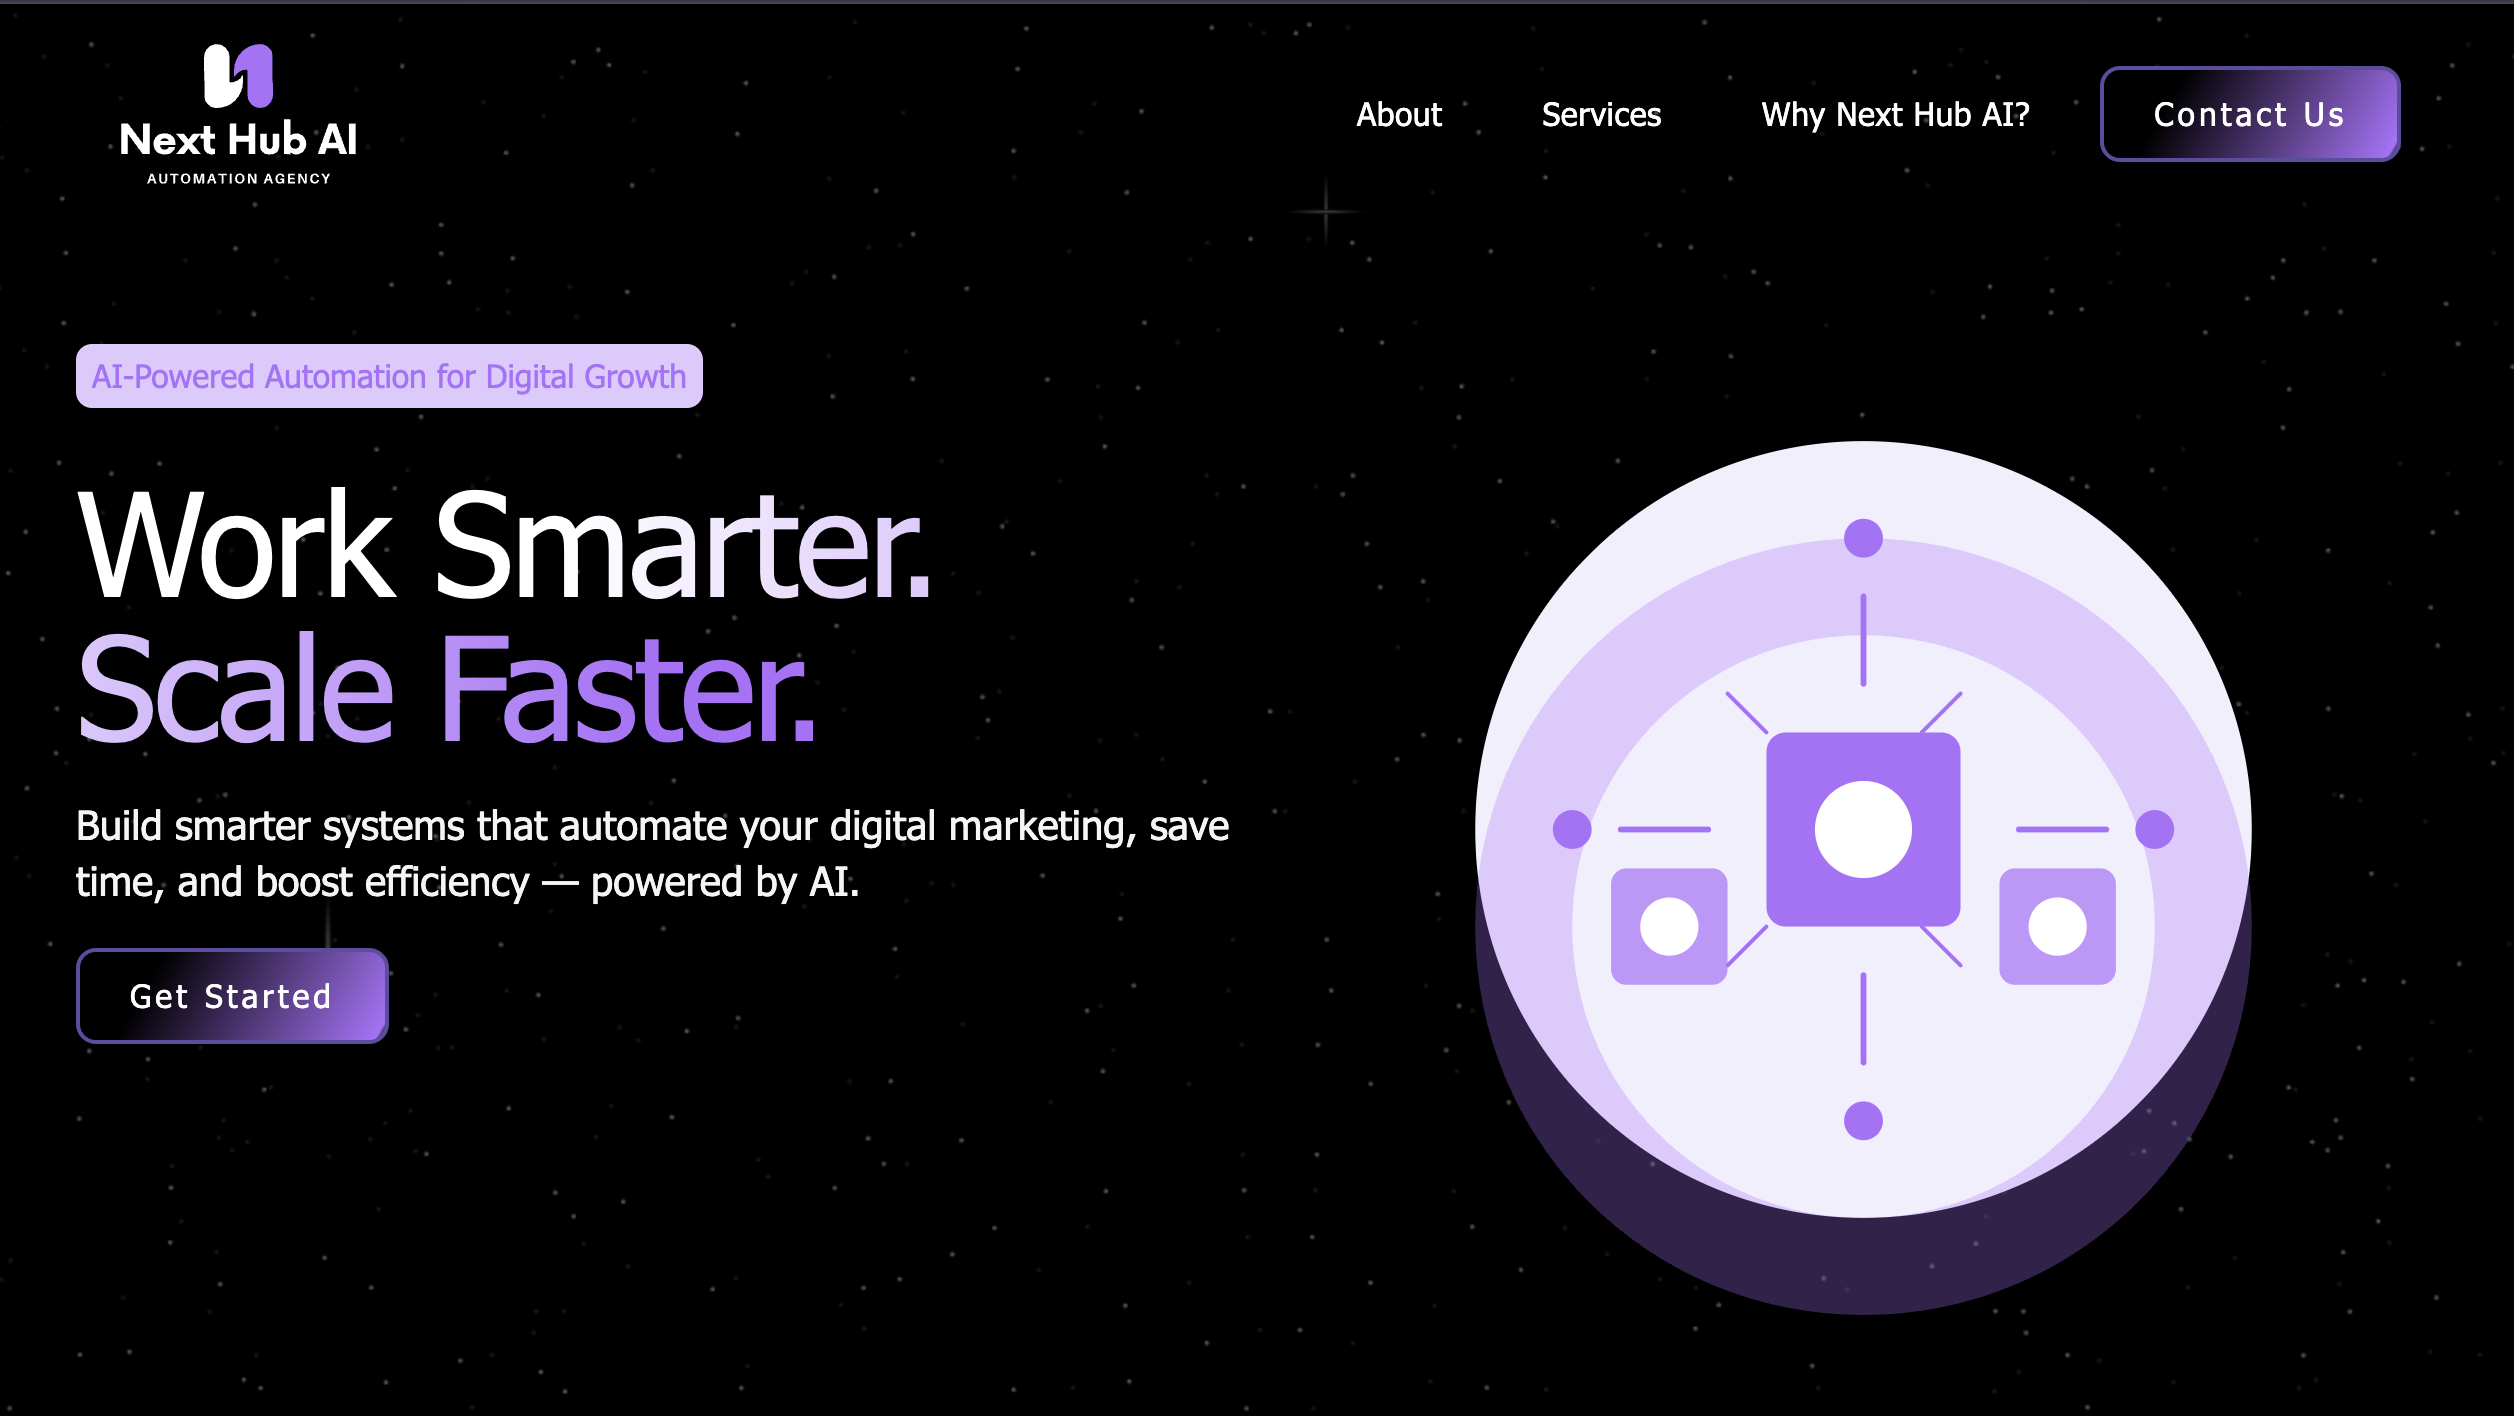 Next Hub AI
AUTOMATION AGENCY
About
Services
Why Next Hub AI?
Contact Us
AI-Powered Automation for Digital Growth
Work Smarter.
Scale Faster.
Build smarter systems that automate your digital marketing, save
time, and boost efficiency — powered by AI.
Get Started